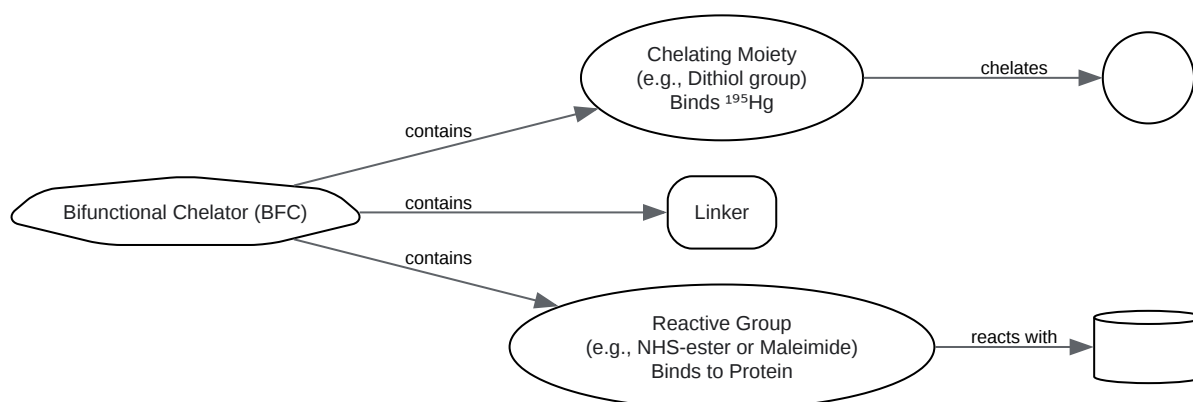 Chelating Moiety
(e.g., Dithiol group)
Binds ¹⁹⁵Hg
chelates
contains
Bifunctional Chelator (BFC)
contains
Linker
contains
Reactive Group
(e.g., NHS-ester or Maleimide)
Binds to Protein
reacts with